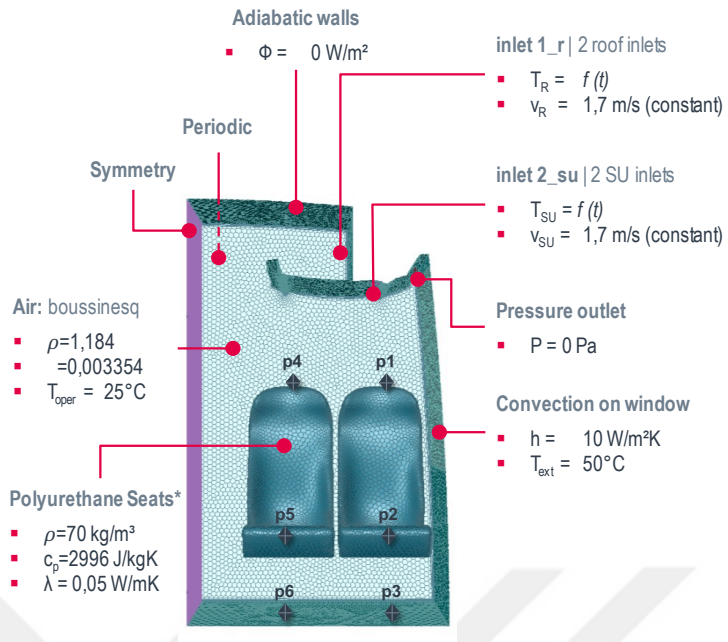 Adiabatic walls
▪ Φ = 0 W/m²
inlet 1_r | 2 roof inlets
▪ T_R = f (t)
▪ v_R = 1,7 m/s (constant)
Periodic
Symmetry
inlet 2_su | 2 SU inlets
▪ T_SU = f (t)
▪ v_SU = 1,7 m/s (constant)
Air: boussinesq
▪ ρ=1,184
▪ =0,003354
▪ T_oper = 25°C
Pressure outlet
▪ P = 0 Pa
Convection on window
▪ h = 10 W/m²K
▪ T_ext = 50°C
Polyurethane Seats*
▪ ρ=70 kg/m³
▪ c_p=2996 J/kgK
▪ λ = 0,05 W/mK
p4 p1
p5 p2
p6 p3